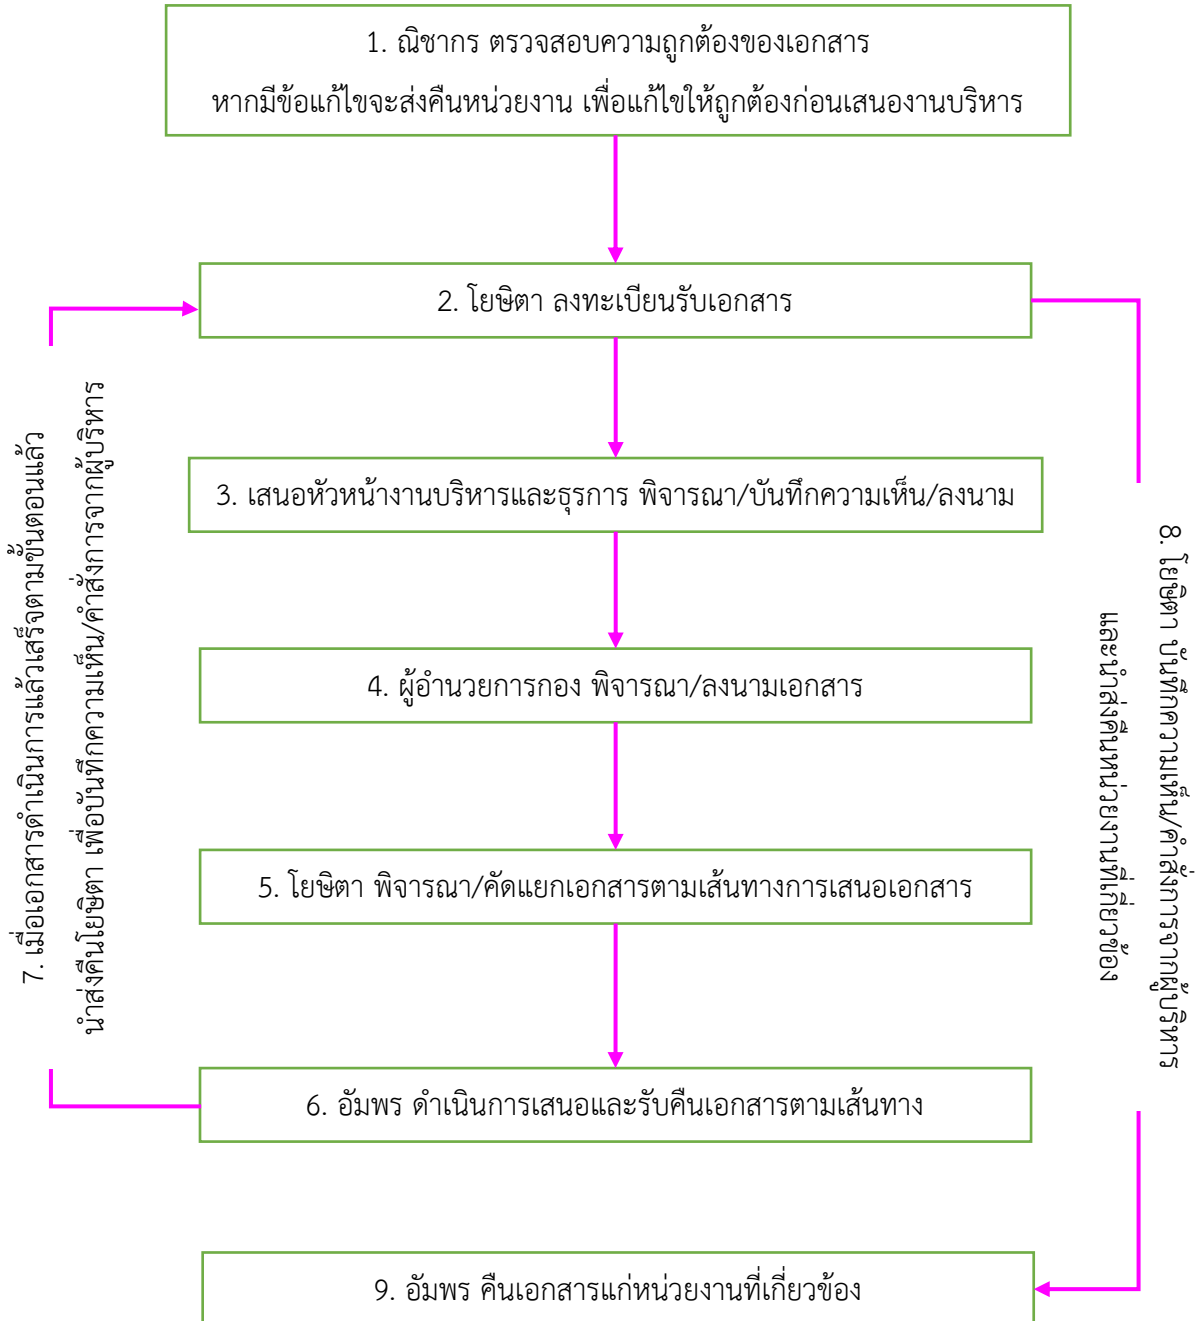 1. ณิชากร ตรวจสอบความถูกต้องของเอกสาร
หากมีข้อแก้ไขจะส่งคืนหน่วยงาน เพื่อแก้ไขให้ถูกต้องก่อนเสนองานบริหาร
2. โยษิตา ลงทะเบียนรับเอกสาร
3. เสนอหัวหน้างานบริหารและธุรการ พิจารณา/บันทึกความเห็น/ลงนาม
4. ผู้อำนวยการกอง พิจารณา/ลงนามเอกสาร
5. โยษิตา พิจารณา/คัดแยกเอกสารตามเส้นทางการเสนอเอกสาร
6. อัมพร ดำเนินการเสนอและรับคืนเอกสารตามเส้นทาง
7. เมื่อเอกสารดำเนินการแล้วเสร็จตามขั้นตอนแล้ว
นำส่งคืนโยษิตา เพื่อบันทึกความเห็น/คำสั่งการจากผู้บริหาร
8. โยษิตา บันทึกความเห็น/คำสั่งการจากผู้บริหาร
และนำส่งคืนหน่วยงานที่เกี่ยวข้อง
9. อัมพร คืนเอกสารแก่หน่วยงานที่เกี่ยวข้อง